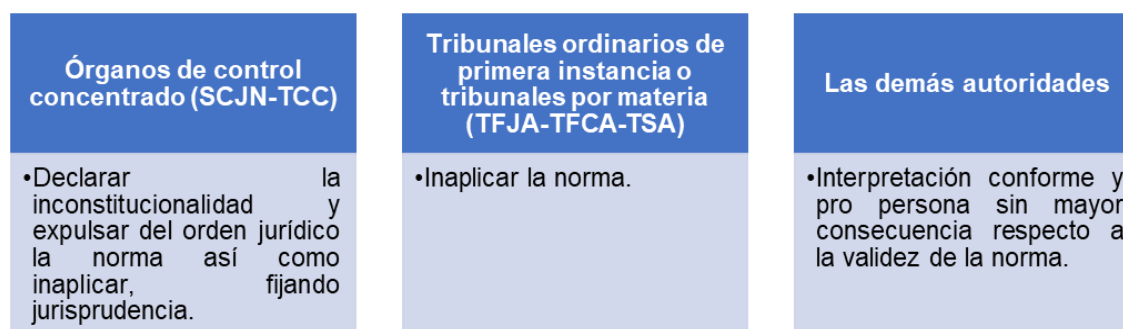 Órganos de control
concentrado (SCJN-TCC)
•Declarar la
inconstitucionalidad y
expulsar del orden jurídico
la norma así como
inaplicar, fijando
jurisprudencia.
Tribunales ordinarios de
primera instancia o
tribunales por materia
(TFJA-TFCA-TSA)
•Inaplicar la norma.
Las demás autoridades
•Interpretación conforme y
pro persona sin mayor
consecuencia respecto a
la validez de la norma.